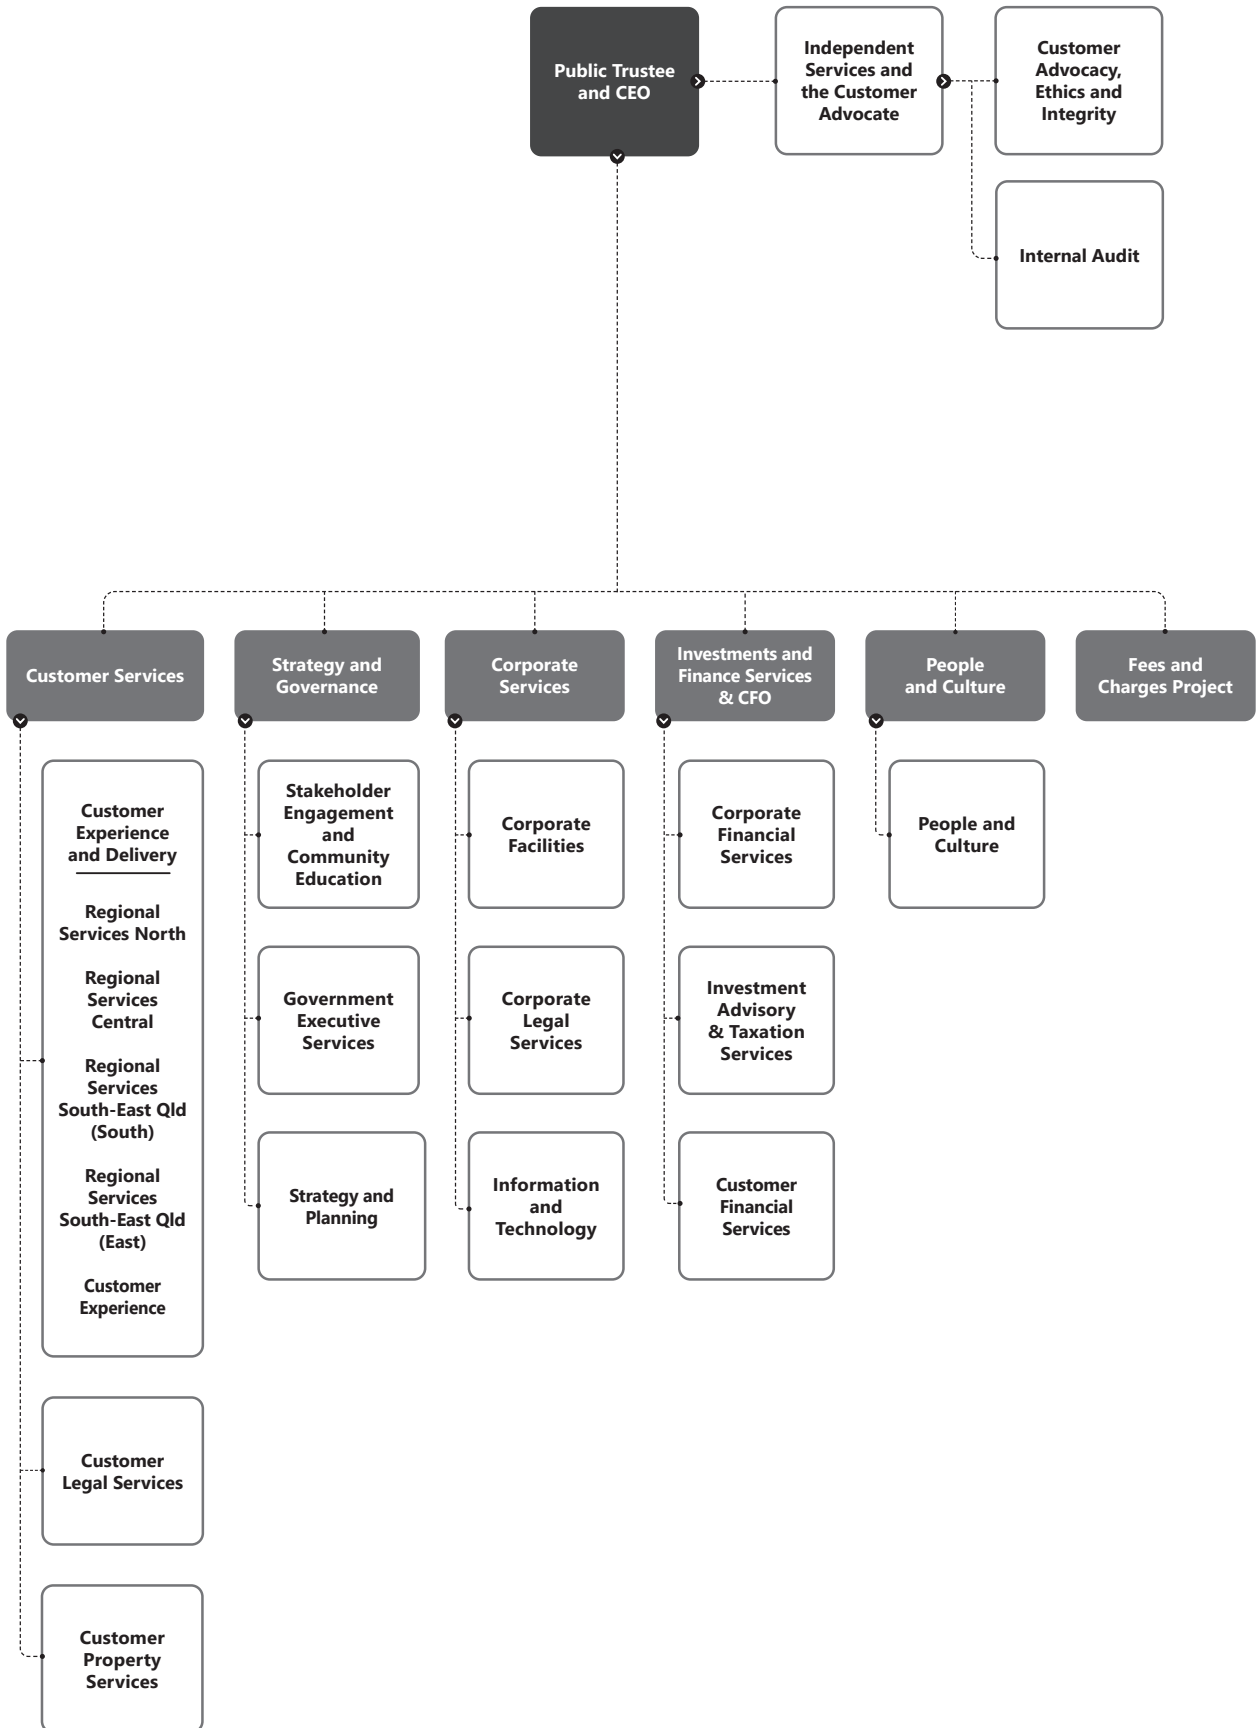 Public Trustee
and CEO
Independent
Services and
the Customer
Advocate
Customer
Advocacy,
Ethics and
Integrity
Internal Audit
Customer Services
Strategy and
Governance
Corporate
Services
Investments and
Finance Services
& CFO
People
and Culture
Fees and
Charges Project
Customer
Experience
and Delivery
Regional
Services North
Regional
Services
Central
Regional
Services
South-East Qld
(South)
Regional
Services
South-East Qld
(East)
Customer
Experience
Customer
Legal Services
Customer
Property
Services
Stakeholder
Engagement
and
Community
Education
Government
Executive
Services
Strategy and
Planning
Corporate
Facilities
Corporate
Legal
Services
Information
and
Technology
Corporate
Financial
Services
Investment
Advisory
& Taxation
Services
Customer
Financial
Services
People and
Culture